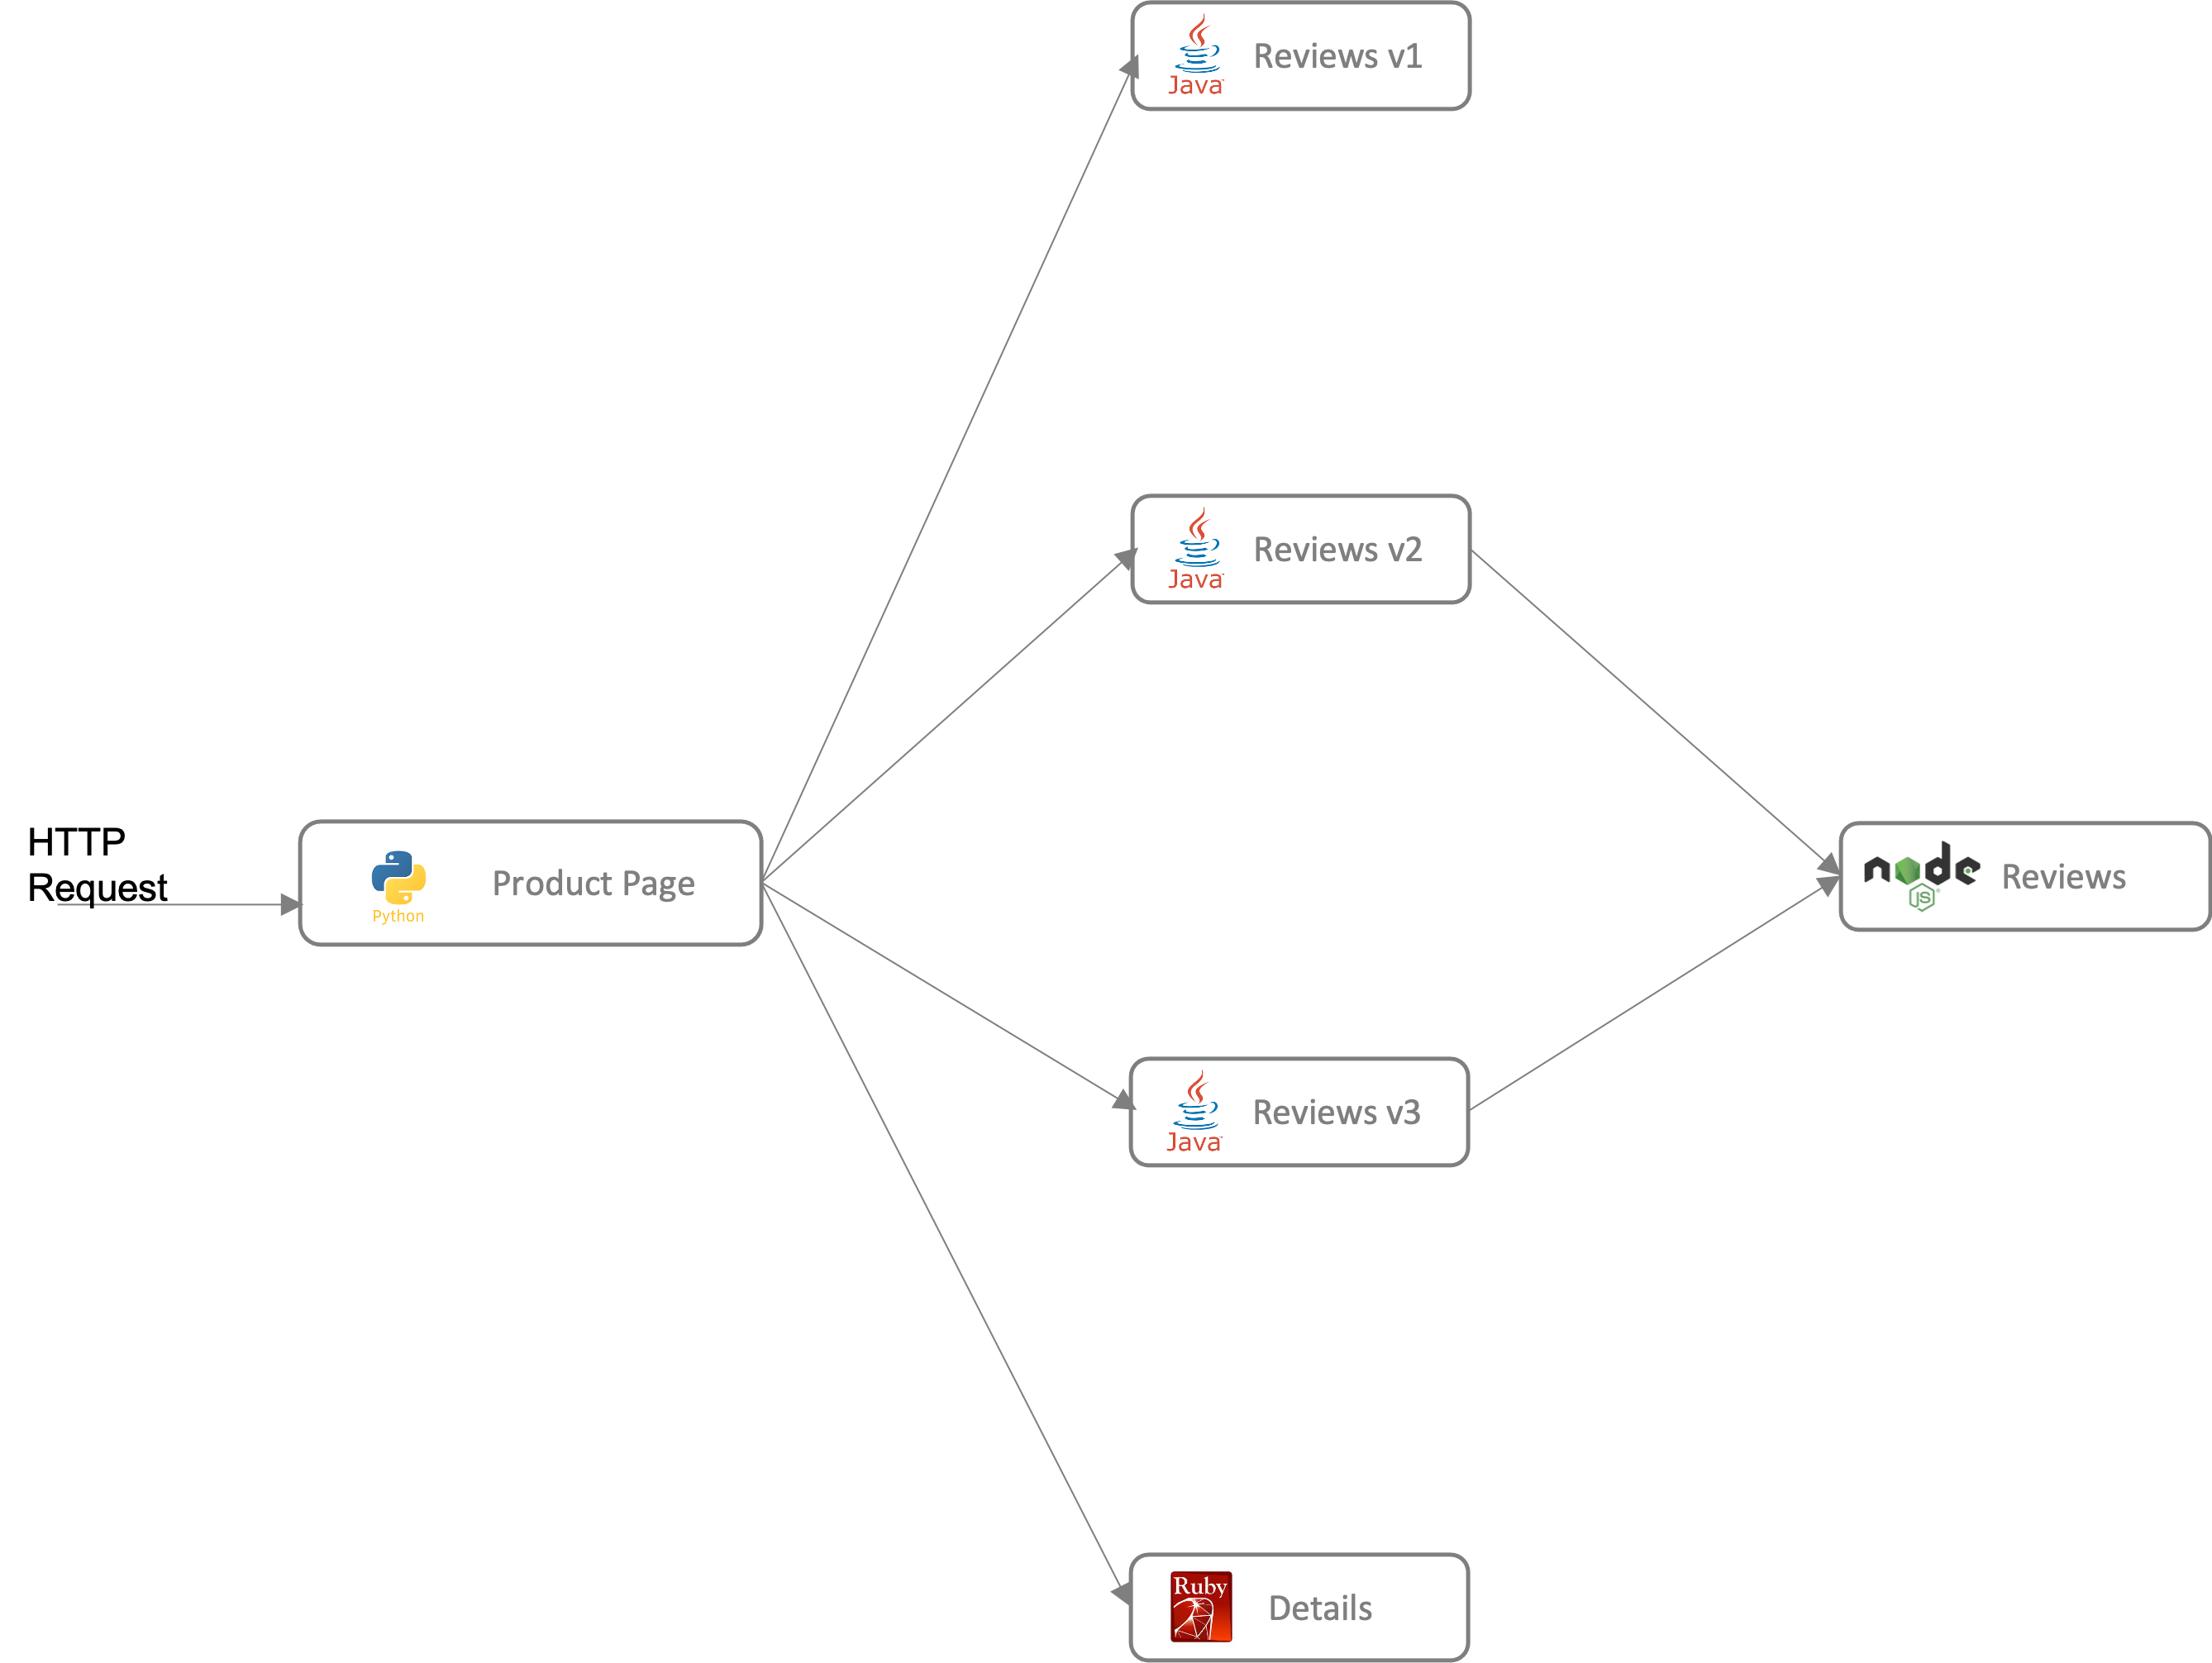 Java
Reviews v1
Java
Reviews v2
HTTP
Request
Python
Product Page
node
JS
Reviews
Java
Reviews v3
Ruby
Details